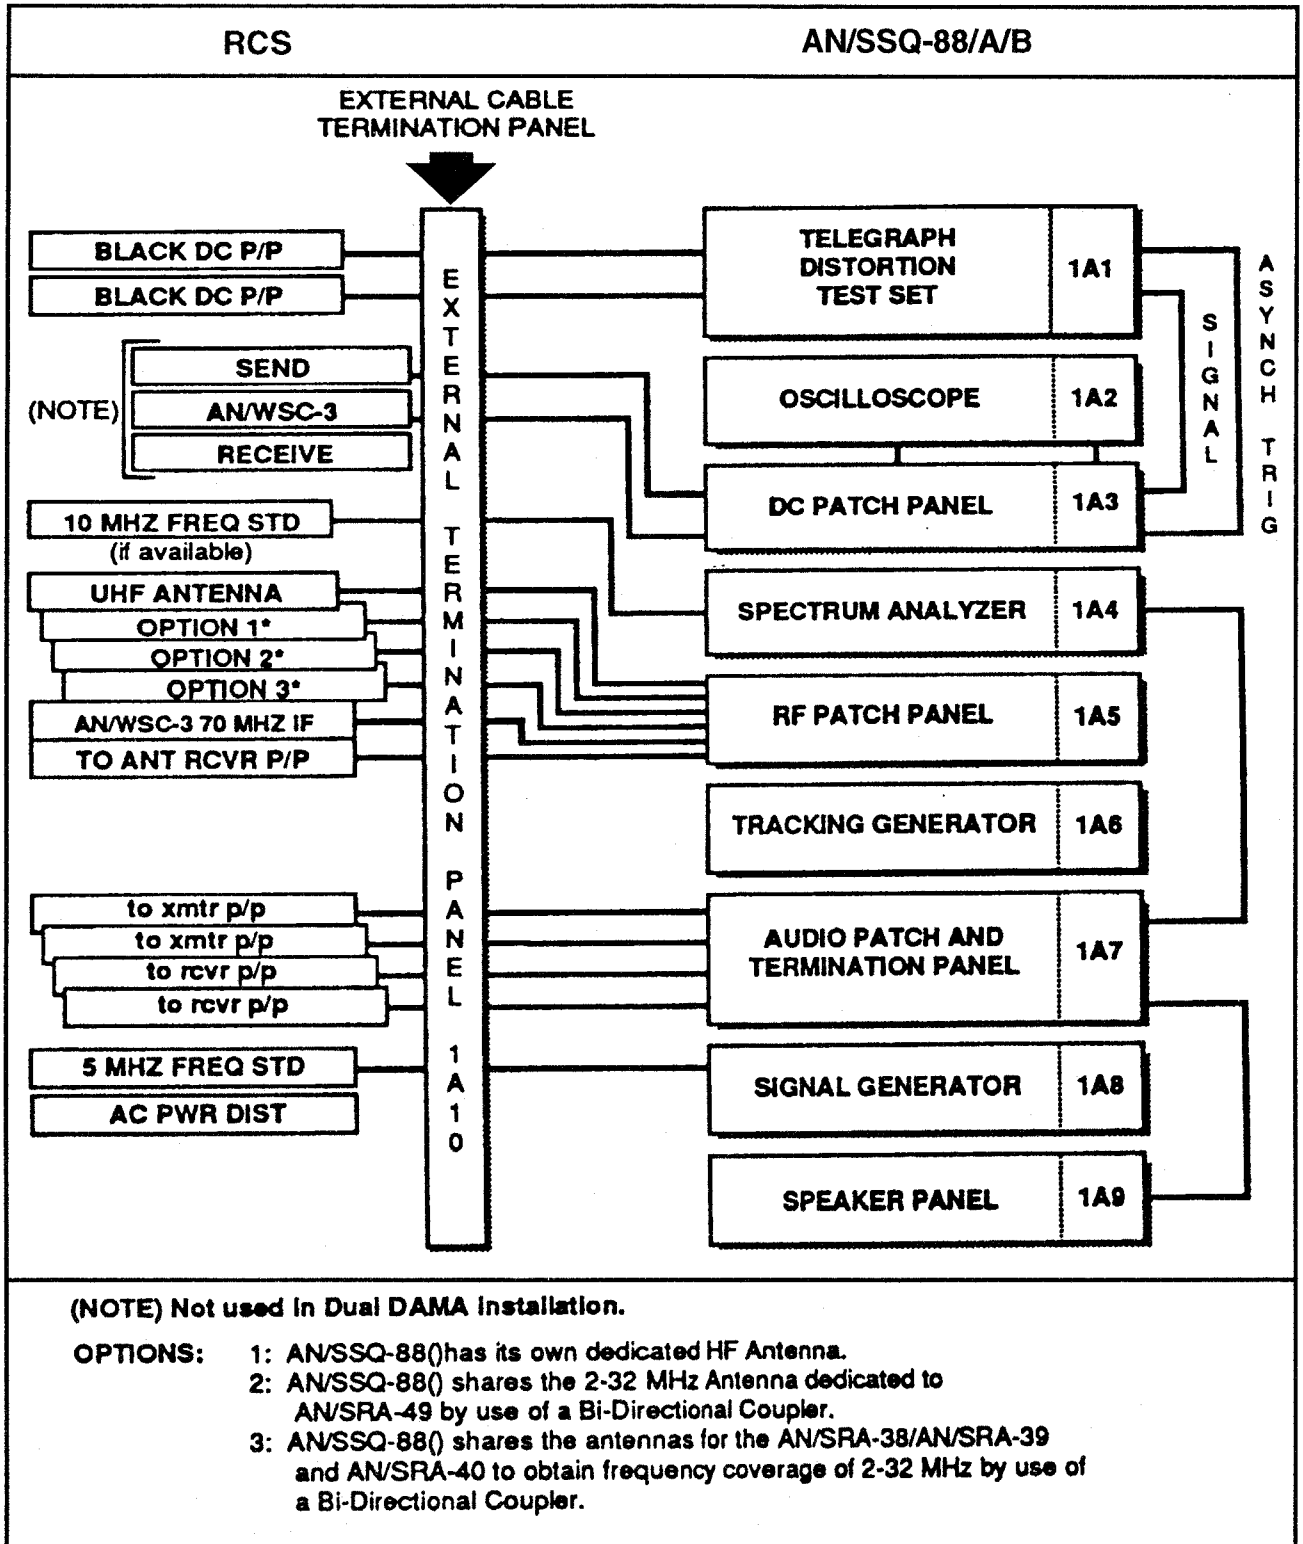 RCS
AN/SSQ-88/A/B
EXTERNAL CABLE
TERMINATION PANEL
BLACK DC P/P
BLACK DC P/P
(NOTE)
SEND
AN/WSC-3
RECEIVE
10 MHZ FREQ STD
(if available)
UHF ANTENNA
OPTION 1*
OPTION 2*
OPTION 3*
AN/WSC-3 70 MHZ IF
TO ANT RCVR P/P
to xmtr p/p
to xmtr p/p
to rcvr p/p
to rcvr p/p
5 MHZ FREQ STD
AC PWR DIST
EXTERNAL TERMINATION PANEL 1A10
TELEGRAPH
DISTORTION
TEST SET
1A1
OSCILLOSCOPE
1A2
DC PATCH PANEL
1A3
SPECTRUM ANALYZER
1A4
RF PATCH PANEL
1A5
TRACKING GENERATOR
1A6
AUDIO PATCH AND
TERMINATION PANEL
1A7
SIGNAL GENERATOR
1A8
SPEAKER PANEL
1A9
SIGNAL
ASYNCH TRIG
(NOTE) Not used in Dual DAMA installation.
OPTIONS: 1: AN/SSQ-88()has its own dedicated HF Antenna.
2: AN/SSQ-88() shares the 2-32 MHz Antenna dedicated to
AN/SRA-49 by use of a Bi-Directional Coupler.
3: AN/SSQ-88() shares the antennas for the AN/SRA-38/AN/SRA-39
and AN/SRA-40 to obtain frequency coverage of 2-32 MHz by use of
a Bi-Directional Coupler.